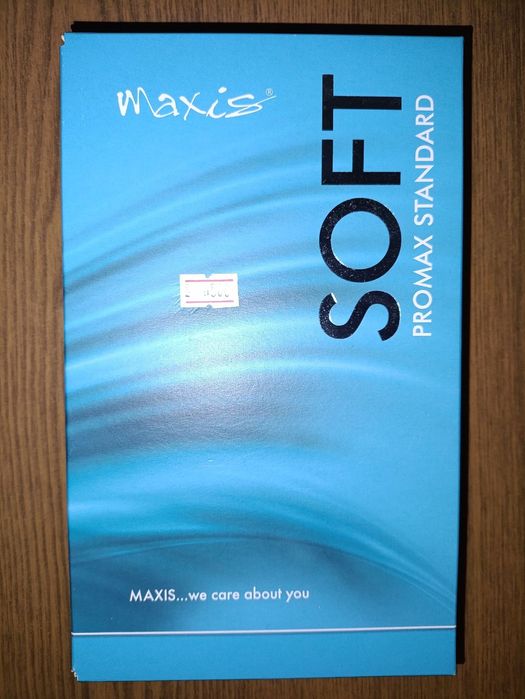 maxis®
SOFT
PROMAX STANDARD
MAXIS...we care about you